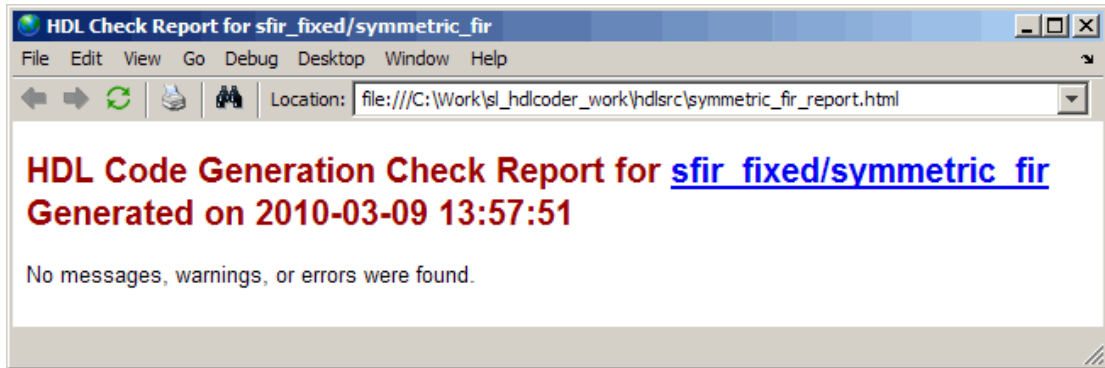 HDL Check Report for sfir_fixed/symmetric_fir
File Edit View Go Debug Desktop Window Help
Location: file:///C:\Work\sl_hdlcoder_work\hdlsrc\symmetric_fir_report.html
HDL Code Generation Check Report for sfir_fixed/symmetric_fir
Generated on 2010-03-09 13:57:51
No messages, warnings, or errors were found.